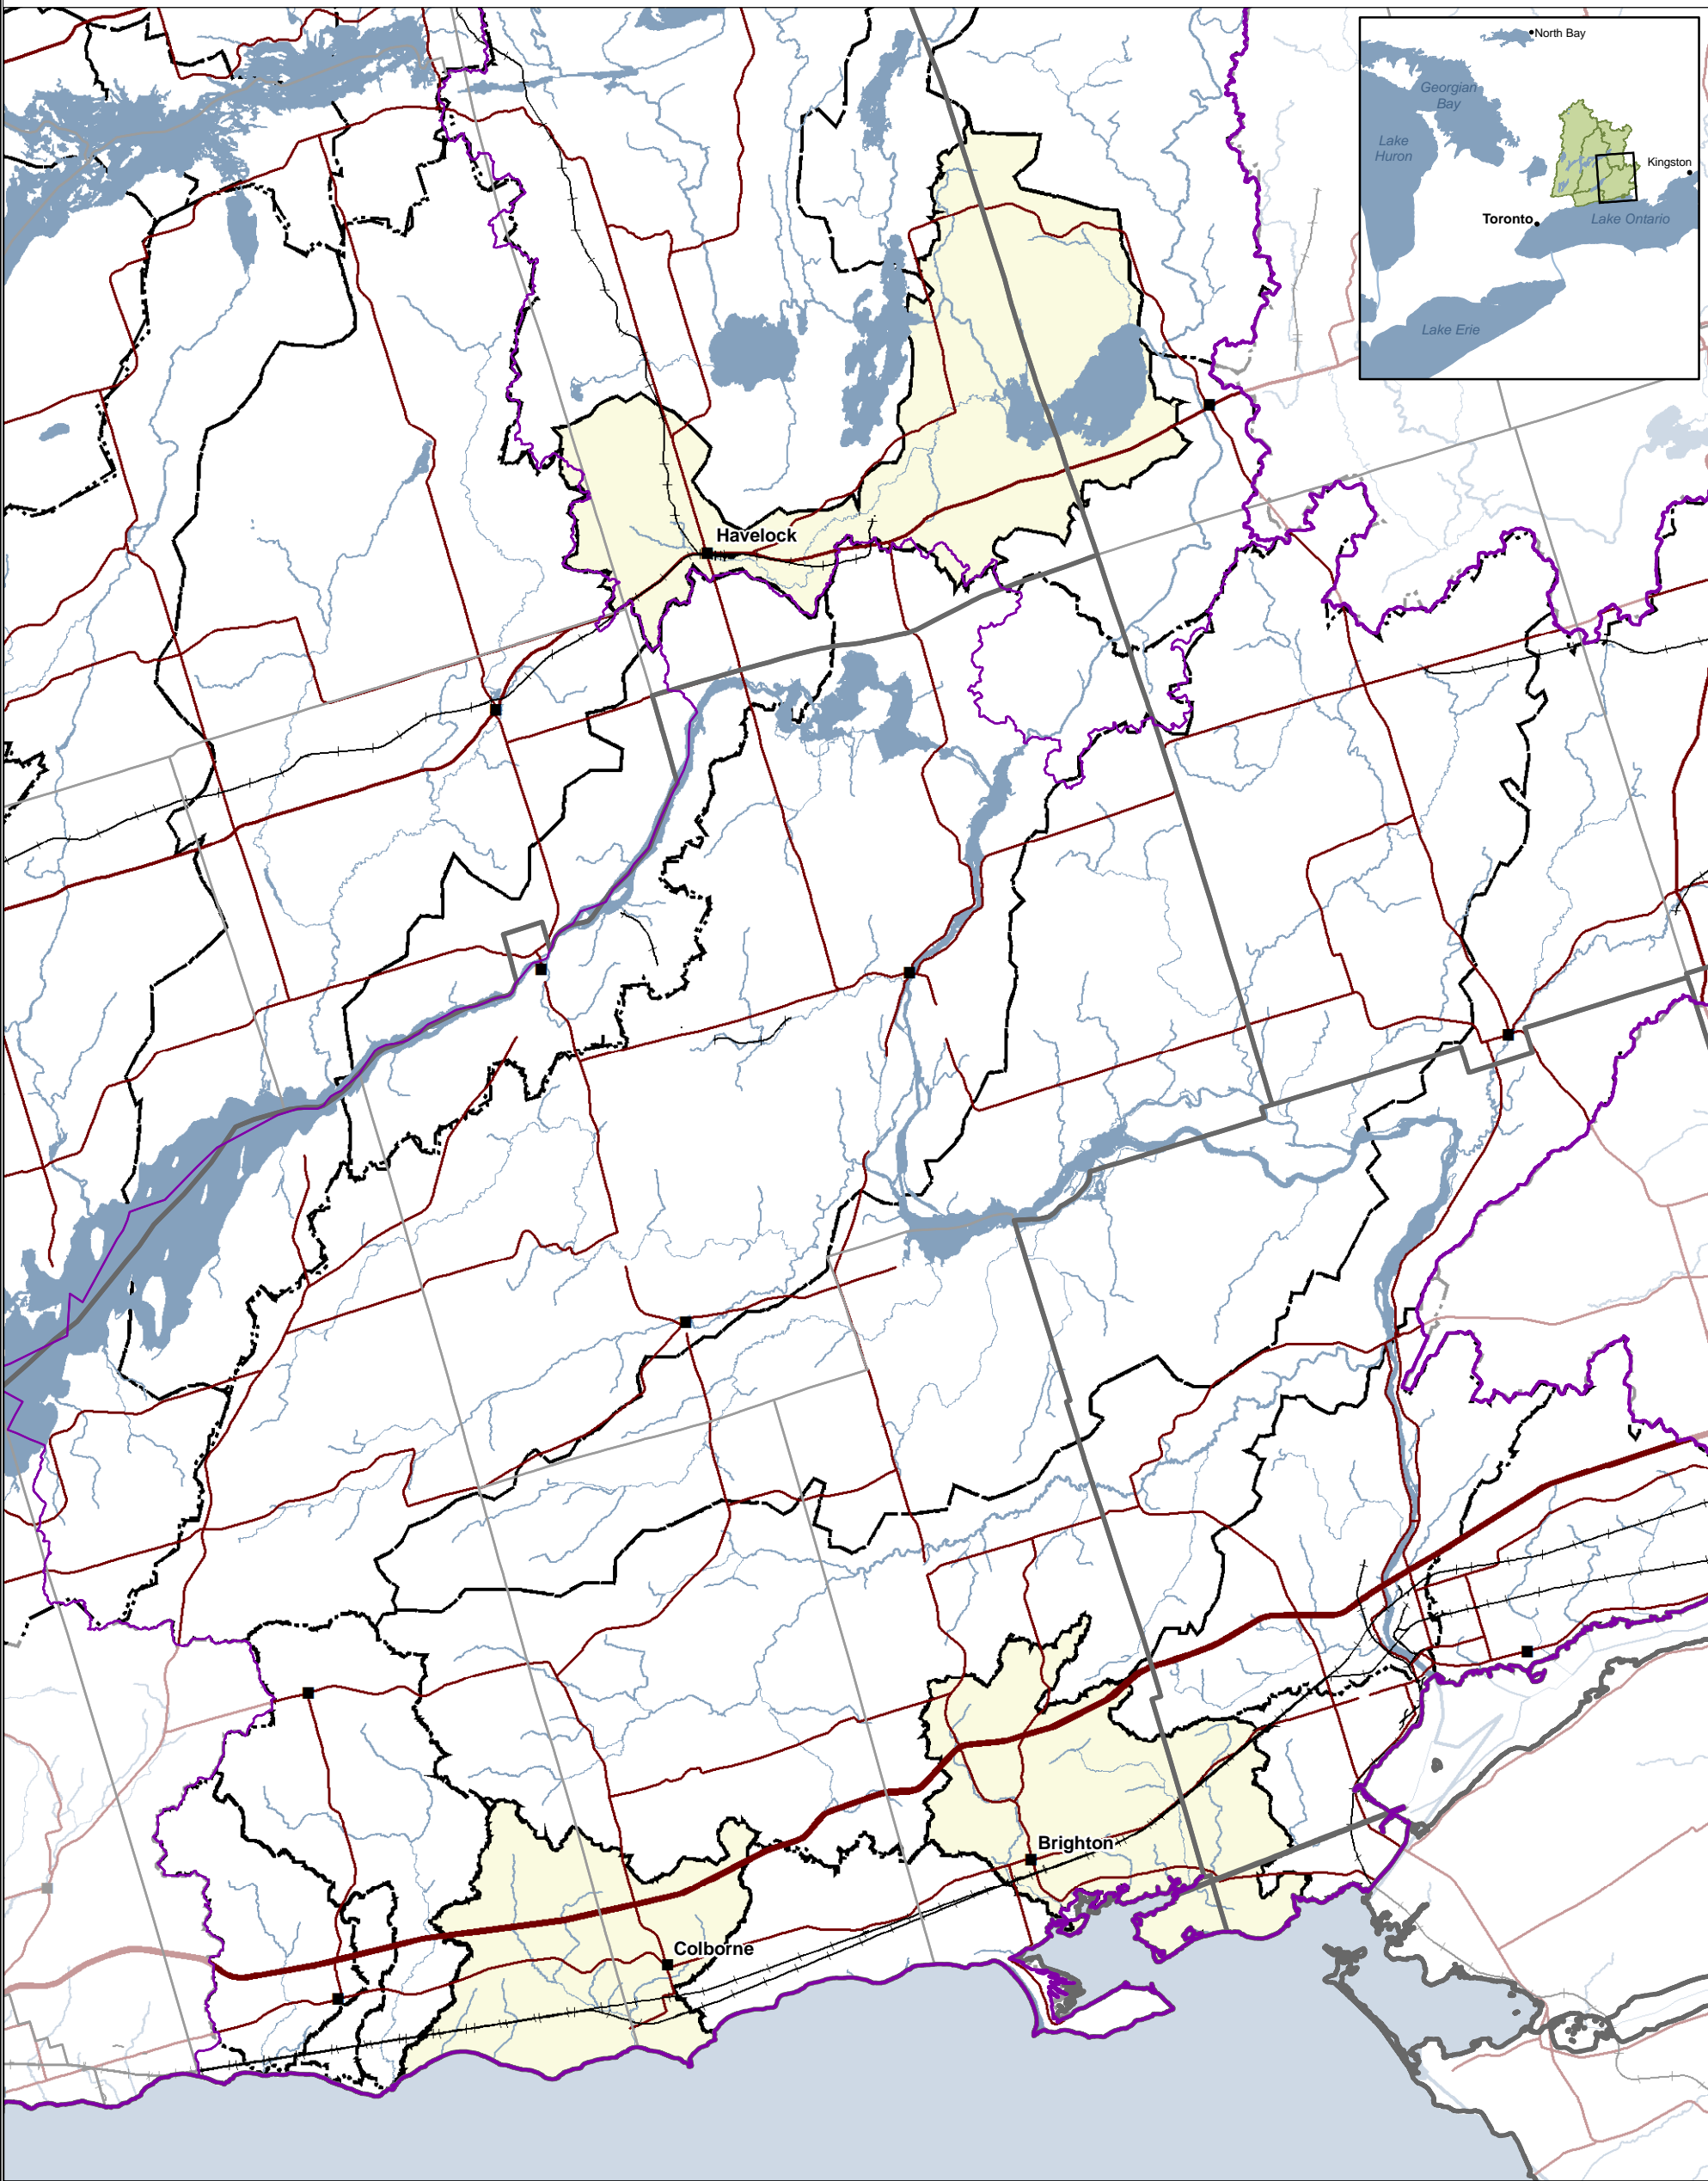 North Bay
Georgian
Bay
Lake
Huron
Kingston
Toronto
Lake Ontario
Lake Erie
Havelock
Brighton
Colborne